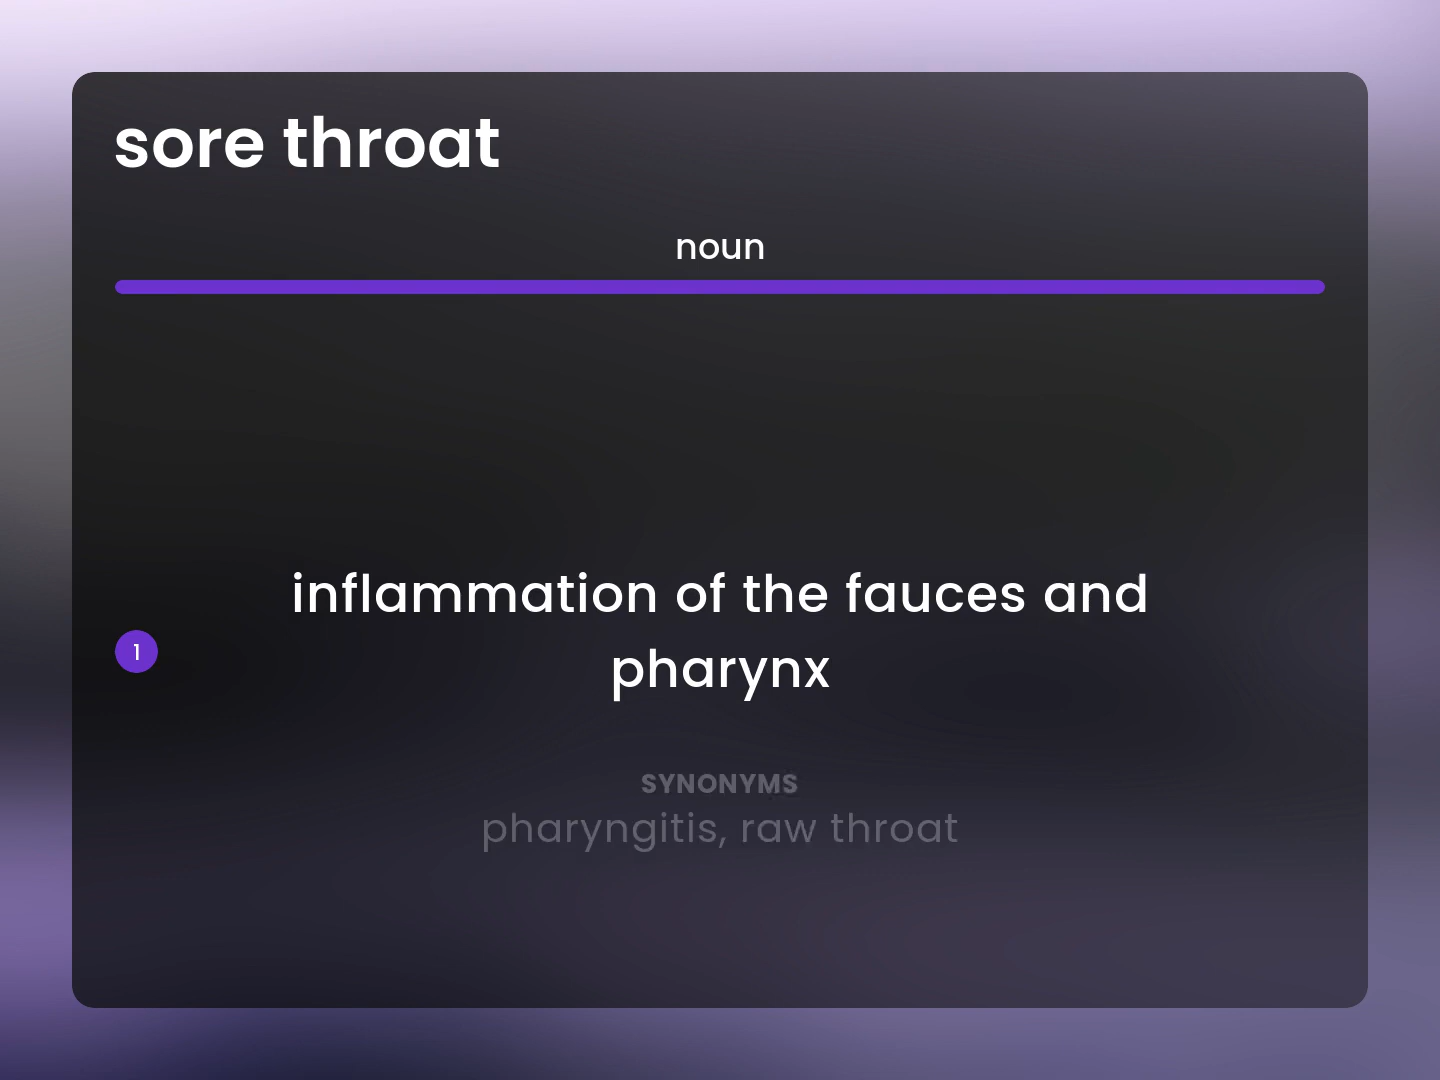 sore throat
noun
1
inflammation of the fauces and
pharynx
SYNONYMS
pharyngitis, raw throat